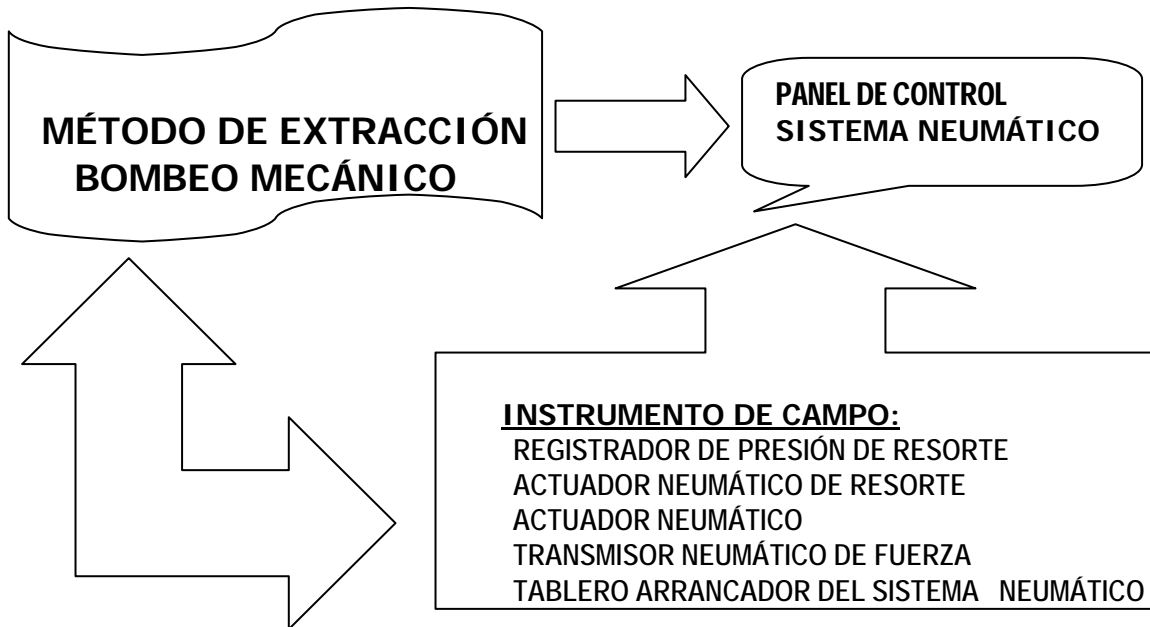 MÉTODO DE EXTRACCIÓN
BOMBEO MECÁNICO
PANEL DE CONTROL
SISTEMA NEUMÁTICO
INSTRUMENTO DE CAMPO:
REGISTRADOR DE PRESIÓN DE RESORTE
ACTUADOR NEUMÁTICO DE RESORTE
ACTUADOR NEUMÁTICO
TRANSMISOR NEUMÁTICO DE FUERZA
TABLERO ARRANCADOR DEL SISTEMA NEUMÁTICO